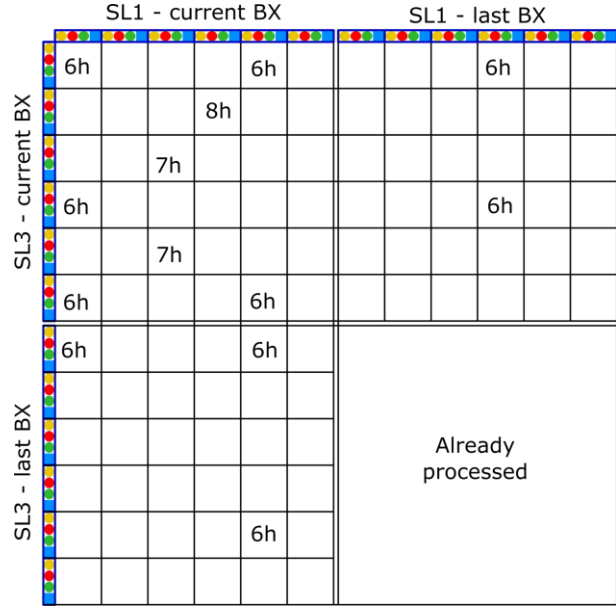 SL1 - current BX
SL1 - last BX
SL3 - current BX
6h 6h 6h
8h
7h
6h 6h
7h
6h 6h
SL3 - last BX
6h 6h
Already
processed
6h